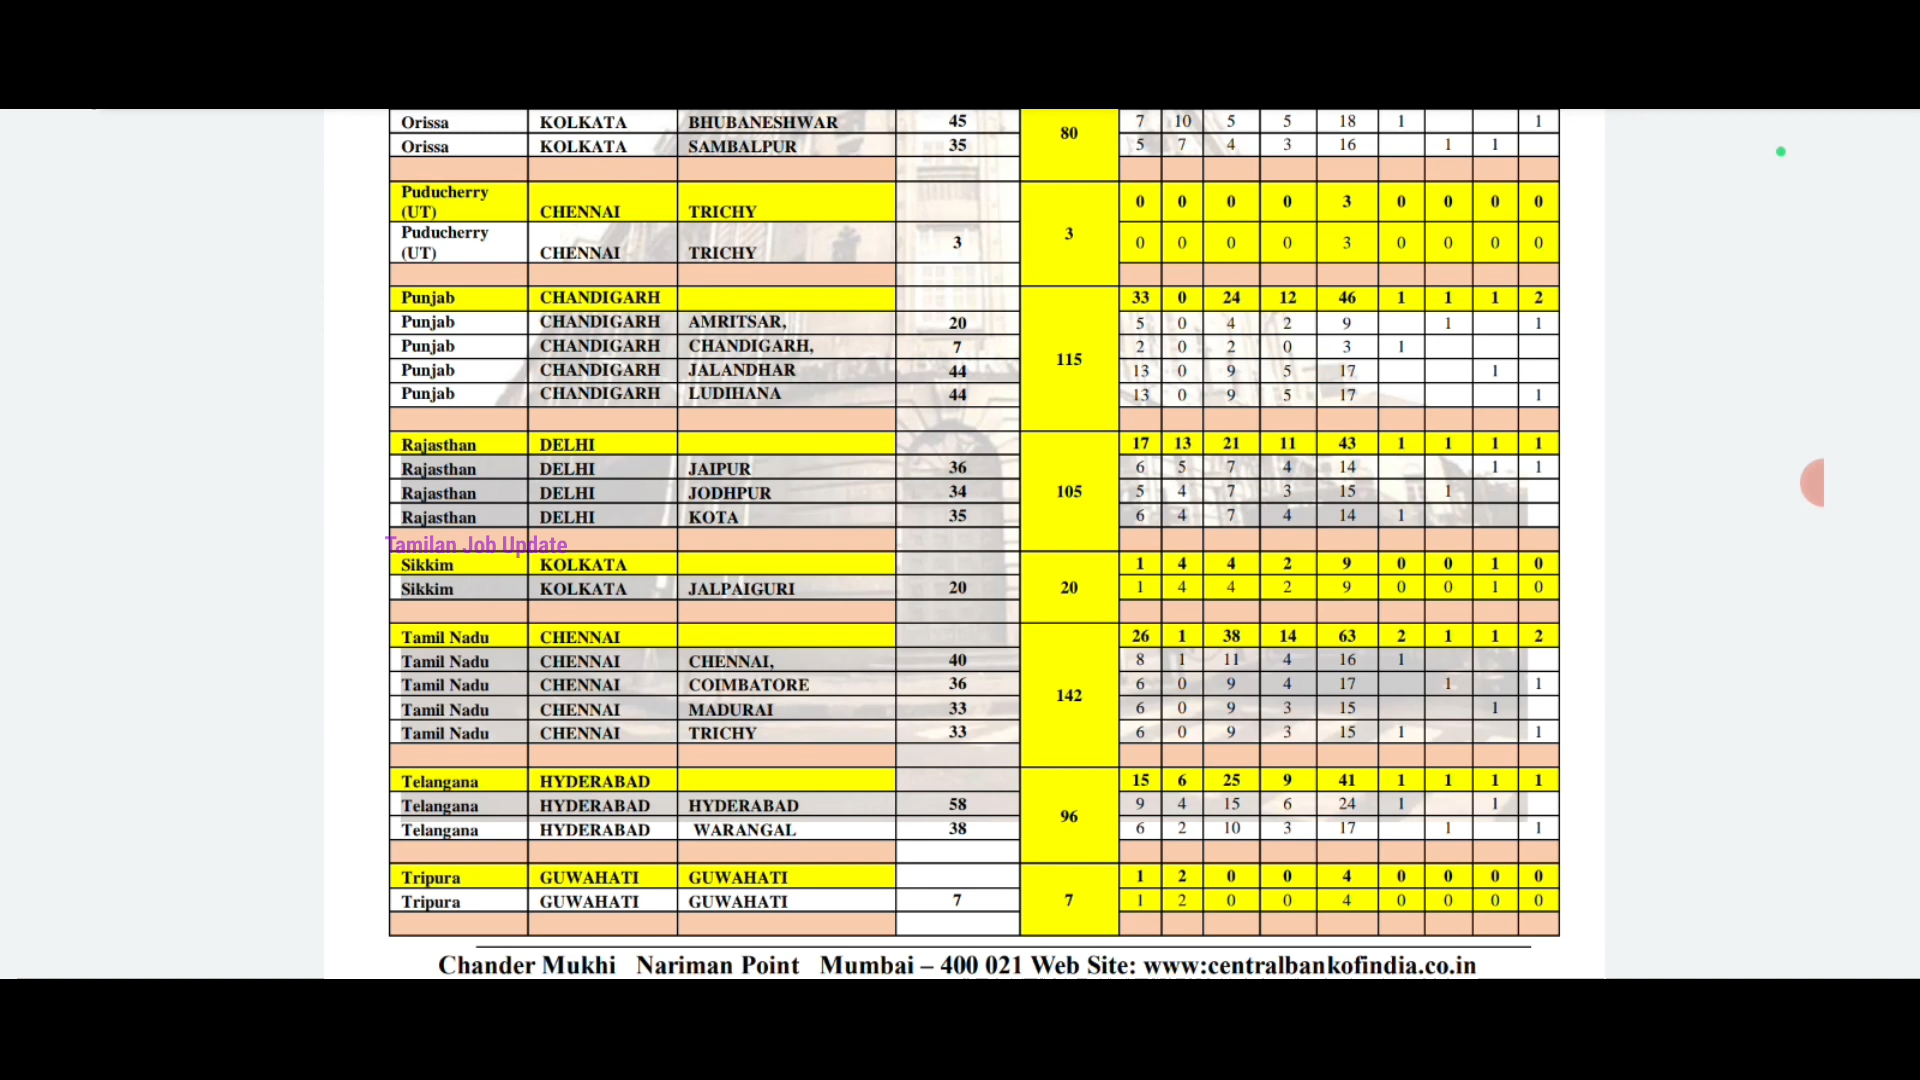 Orissa KOLKATA BHUBANESHWAR 45 80 7 10 5 5 18 1 1
Orissa KOLKATA SAMBALPUR 35 5 7 4 3 16 1 1
Puducherry (UT) CHENNAI TRICHY 3 0 0 0 0 3 0 0 0 0
Puducherry (UT) CHENNAI TRICHY 3 0 0 0 0 3 0 0 0 0
Punjab CHANDIGARH 115 33 0 24 12 46 1 1 1 2
Punjab CHANDIGARH AMRITSAR, 20 5 0 4 2 9 1 1
Punjab CHANDIGARH CHANDIGARH, 7 2 0 2 0 3 1
Punjab CHANDIGARH JALANDHAR 44 13 0 9 5 17 1
Punjab CHANDIGARH LUDIHANA 44 13 0 9 5 17 1
Rajasthan DELHI 105 17 13 21 11 43 1 1 1 1
Rajasthan DELHI JAIPUR 36 6 5 7 4 14 1 1
Rajasthan DELHI JODHPUR 34 5 4 7 3 15 1
Rajasthan DELHI KOTA 35 6 4 7 4 14 1
Tamilan Job Update
Sikkim KOLKATA 20 1 4 4 2 9 0 0 1 0
Sikkim KOLKATA JALPAIGURI 20 1 4 4 2 9 0 0 1 0
Tamil Nadu CHENNAI 142 26 1 38 14 63 2 1 1 2
Tamil Nadu CHENNAI CHENNAI, 40 8 1 11 4 16 1
Tamil Nadu CHENNAI COIMBATORE 36 6 0 9 4 17 1 1
Tamil Nadu CHENNAI MADURAI 33 6 0 9 3 15 1
Tamil Nadu CHENNAI TRICHY 33 6 0 9 3 15 1 1
Telangana HYDERABAD 96 15 6 25 9 41 1 1 1 1
Telangana HYDERABAD HYDERABAD 58 9 4 15 6 24 1 1
Telangana HYDERABAD WARANGAL 38 6 2 10 3 17 1 1
Tripura GUWAHATI GUWAHATI 7 1 2 0 0 4 0 0 0 0
Tripura GUWAHATI GUWAHATI 7 1 2 0 0 4 0 0 0 0
Chander Mukhi Nariman Point Mumbai – 400 021 Web Site: www:centralbankofindia.co.in